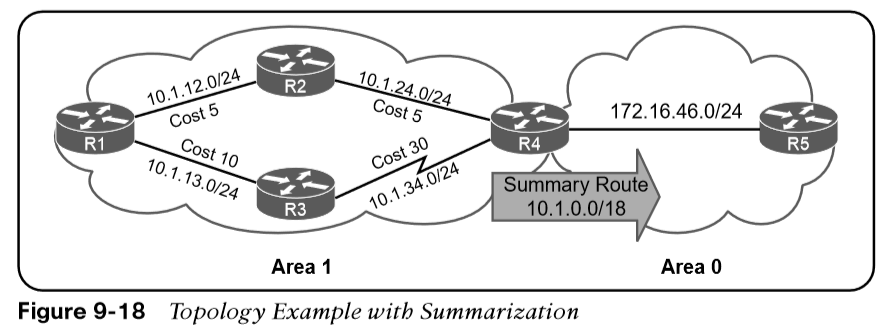 10.1.12.0/24
Cost 5
R2
10.1.24.0/24
Cost 5
R1
Cost 10
10.1.13.0/24
R3
Cost 30
10.1.34.0/24
R4
172.16.46.0/24
R5
Summary Route
10.1.0.0/18
Area 1
Area 0
Figure 9-18 Topology Example with Summarization